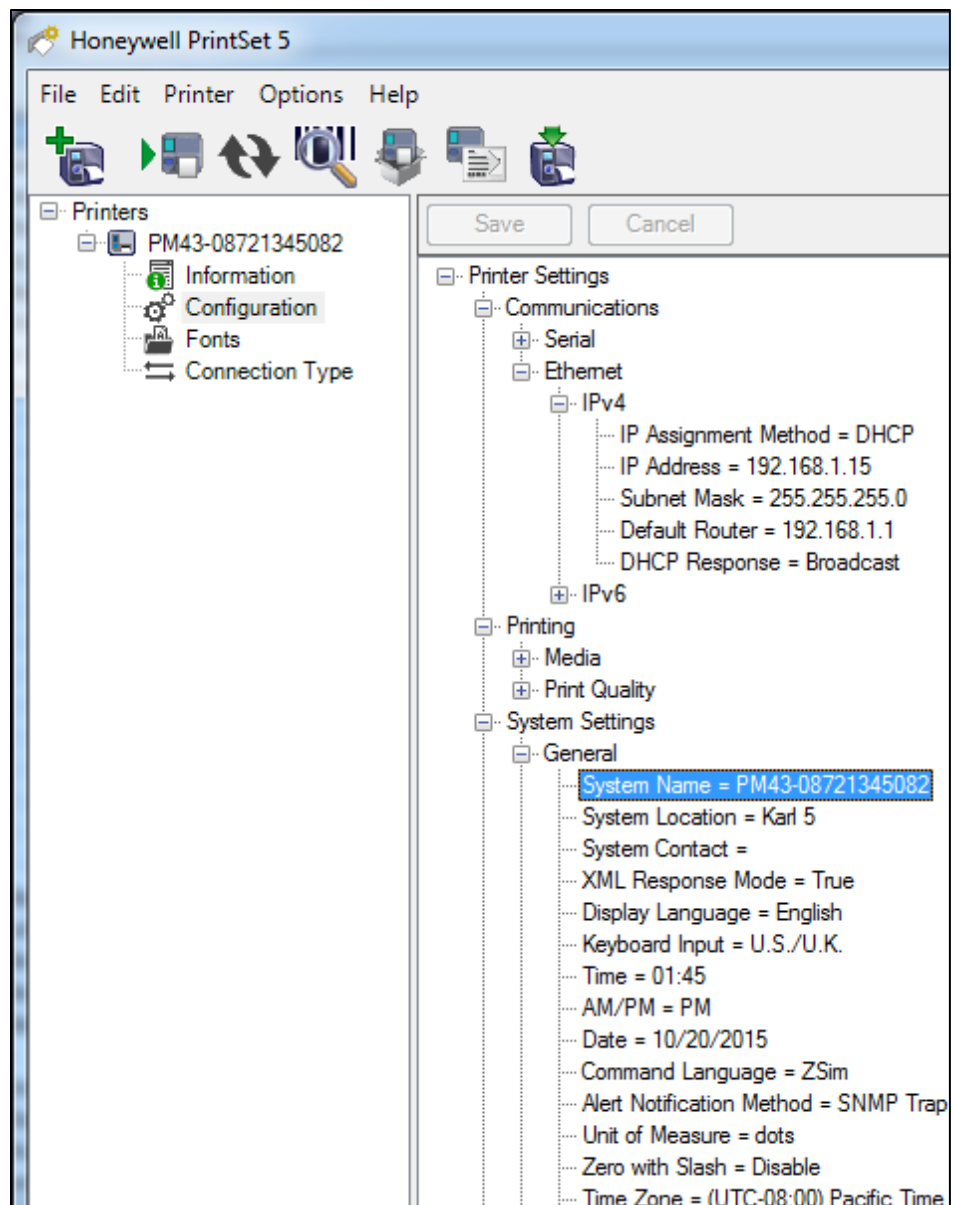 Honeywell PrintSet 5
File Edit Printer Options Help
Printers
PM43-08721345082
Information
Configuration
Fonts
Connection Type
Save Cancel
Printer Settings
Communications
Serial
Ethernet
IPv4
IP Assignment Method = DHCP
IP Address = 192.168.1.15
Subnet Mask = 255.255.255.0
Default Router = 192.168.1.1
DHCP Response = Broadcast
IPv6
Printing
Media
Print Quality
System Settings
General
System Name = PM43-08721345082
System Location = Karl 5
System Contact =
XML Response Mode = True
Display Language = English
Keyboard Input = U.S./U.K.
Time = 01:45
AM/PM = PM
Date = 10/20/2015
Command Language = ZSim
Alert Notification Method = SNMP Trap
Unit of Measure = dots
Zero with Slash = Disable
Time Zone = (UTC-08:00) Pacific Time